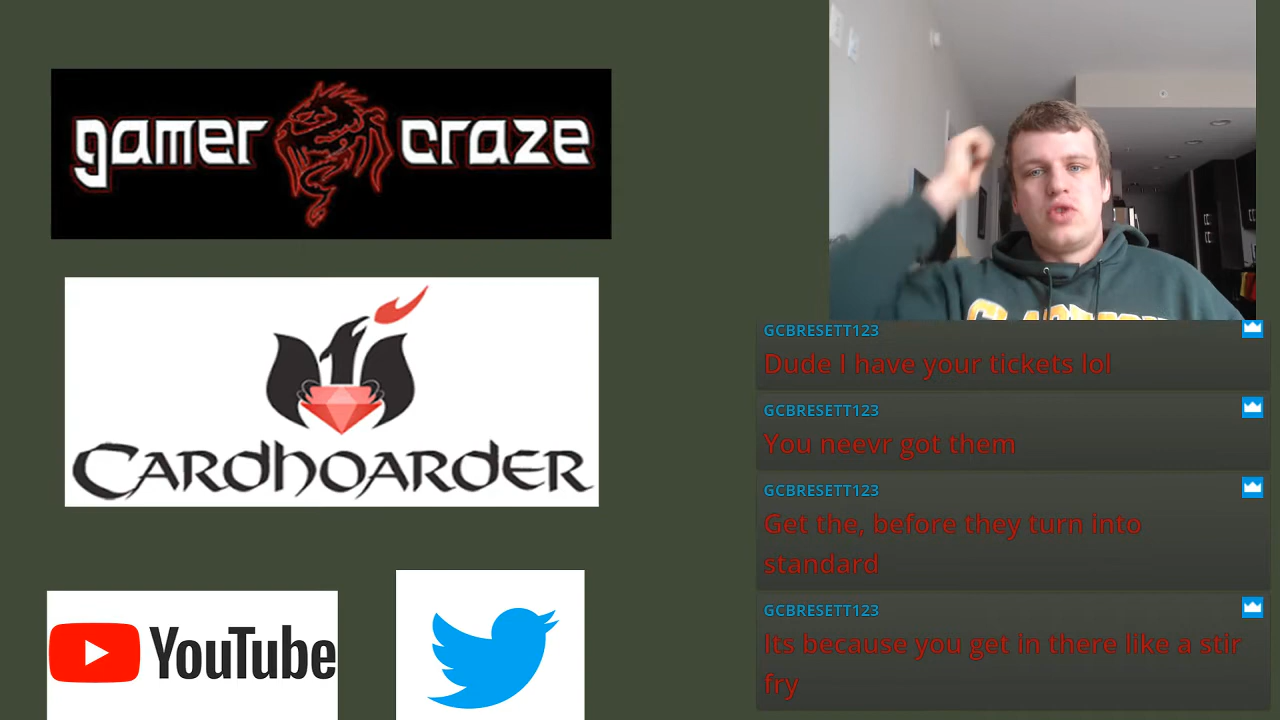 gamer craze
CARDHOARDER
YouTube
GCBRESETT123
Dude I have your tickets lol
GCBRESETT123
You neevr got them
GCBRESETT123
Get the, before they turn into
standard
GCBRESETT123
Its because you get in there like a stir
fry